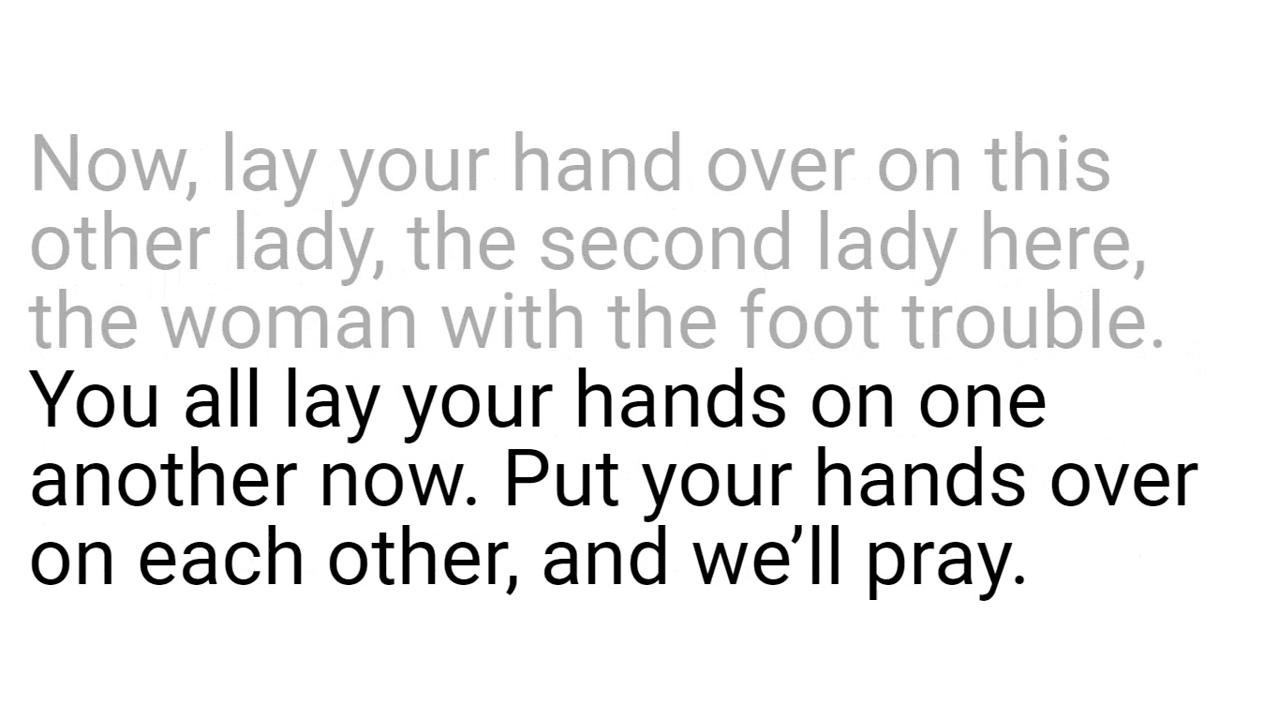 Now, lay your hand over on this
other lady, the second lady here,
the woman with the foot trouble.
You all lay your hands on one
another now. Put your hands over
on each other, and we’ll pray.